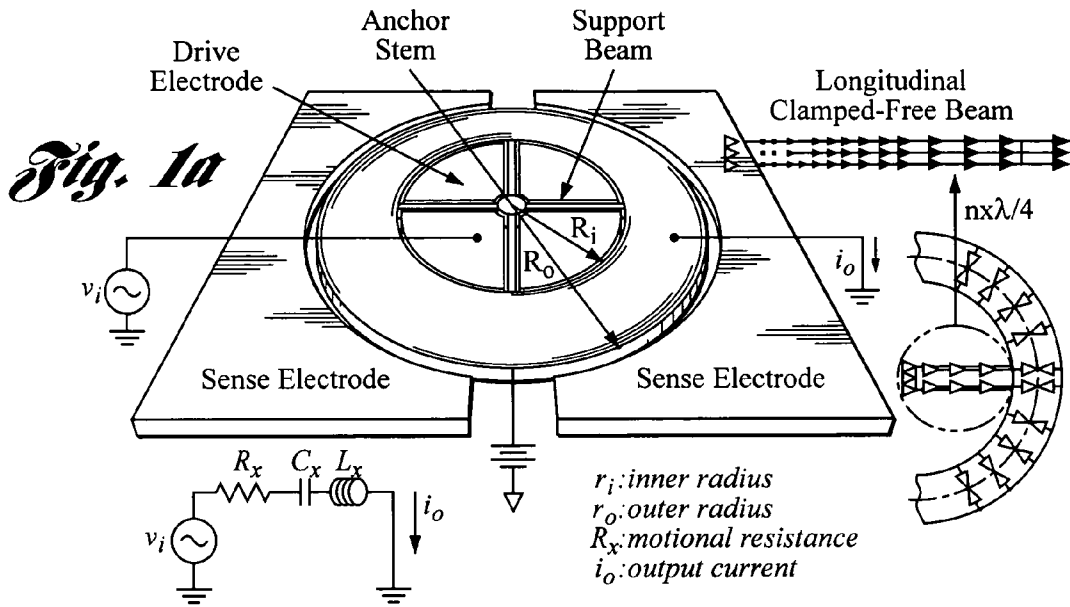 Anchor
Stem
Support
Beam
Drive
Electrode
Longitudinal
Clamped-Free Beam
Fig. 1a
nxλ/4
R_i
R_o
v_i
i_o
Sense Electrode
Sense Electrode
R_x
C_x
L_x
v_i
i_o
r_i:inner radius
r_o:outer radius
R_x:motional resistance
i_o:output current